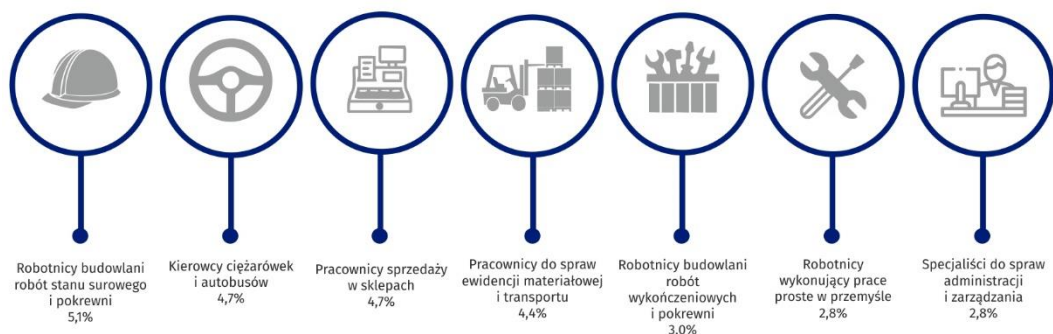 Robotnicy budowlani
robót stanu surowego
i pokrewni
5,1%
Kierowcy ciężarówek
i autobusów
4,7%
Pracownicy sprzedaży
w sklepach
4,7%
Pracownicy do spraw
ewidencji materiałowej
i transportu
4,4%
Robotnicy budowlani
robót
wykończeniowych
i pokrewni
3,0%
Robotnicy
wykonujący prace
proste w przemyśle
2,8%
Specjaliści do spraw
administracji
i zarządzania
2,8%